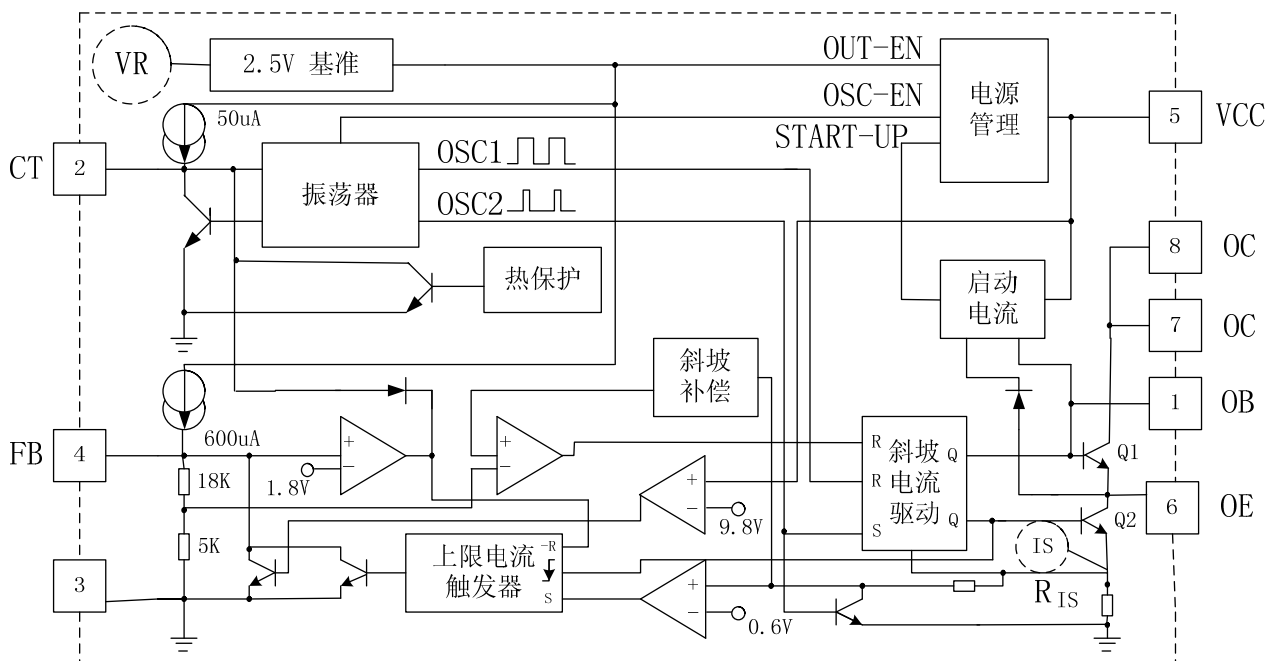 VR
2.5V 基准
OUT-EN
OSC-EN
START-UP
电源
管理
5
VCC
50uA
CT
2
振荡器
OSC1
OSC2
热保护
8
OC
启动
电流
7
OC
斜坡
补偿
1
OB
600uA
FB
4
+
−
1.8V
+
−
R
R
S
斜坡
电流
驱动
Q
Q
Q1
18K
+
−
9.8V
Q2
6
OE
5K
上限电流
触发器
-R
S
IS
3
+
−
0.6V
RIS